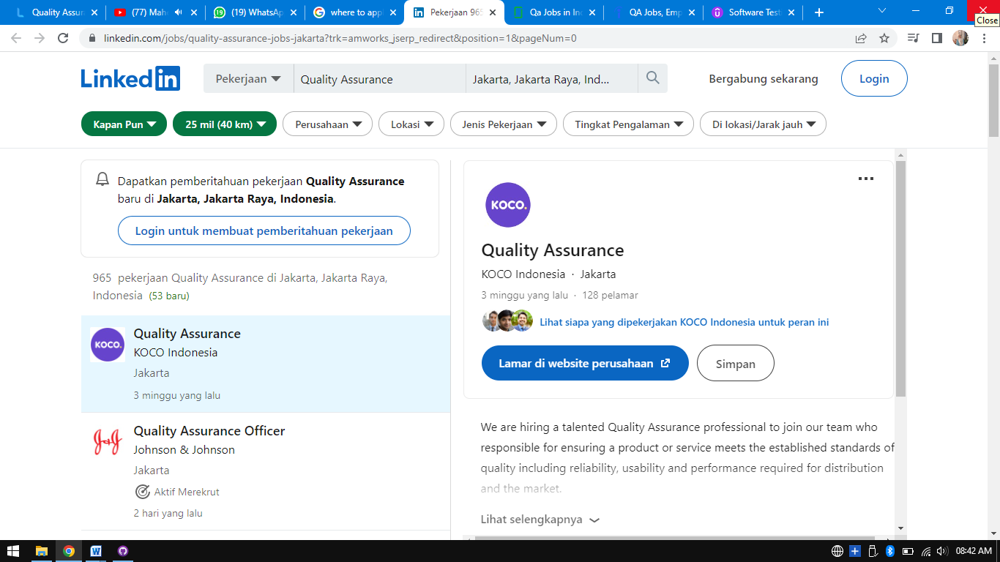 Quality Assur
(77) Mah
(19) WhatsAp
where to appl
Pekerjaan 965
Qa Jobs in In
QA Jobs, Emp
Software Test
Close
linkedin.com/jobs/quality-assurance-jobs-jakarta?trk=amworks_jserp_redirect&position=1&pageNum=0
Linked in
Pekerjaan
Quality Assurance
Jakarta, Jakarta Raya, Ind...
Bergabung sekarang
Login
Kapan Pun
25 mil (40 km)
Perusahaan
Lokasi
Jenis Pekerjaan
Tingkat Pengalaman
Di lokasi/Jarak jauh
Dapatkan pemberitahuan pekerjaan Quality Assurance
baru di Jakarta, Jakarta Raya, Indonesia.
Login untuk membuat pemberitahuan pekerjaan
965 pekerjaan Quality Assurance di Jakarta, Jakarta Raya,
Indonesia (53 baru)
KOCO.
Quality Assurance
KOCO Indonesia
Jakarta
3 minggu yang lalu
J&J
Quality Assurance Officer
Johnson & Johnson
Jakarta
Aktif Merekrut
2 hari yang lalu
KOCO.
Quality Assurance
KOCO Indonesia · Jakarta
3 minggu yang lalu · 128 pelamar
Lihat siapa yang dipekerjakan KOCO Indonesia untuk peran ini
Lamar di website perusahaan
Simpan
We are hiring a talented Quality Assurance professional to join our team who
responsible for ensuring a product or service meets the established standards of
quality including reliability, usability and performance required for distribution
and the market.
Lihat selengkapnya
08:42 AM